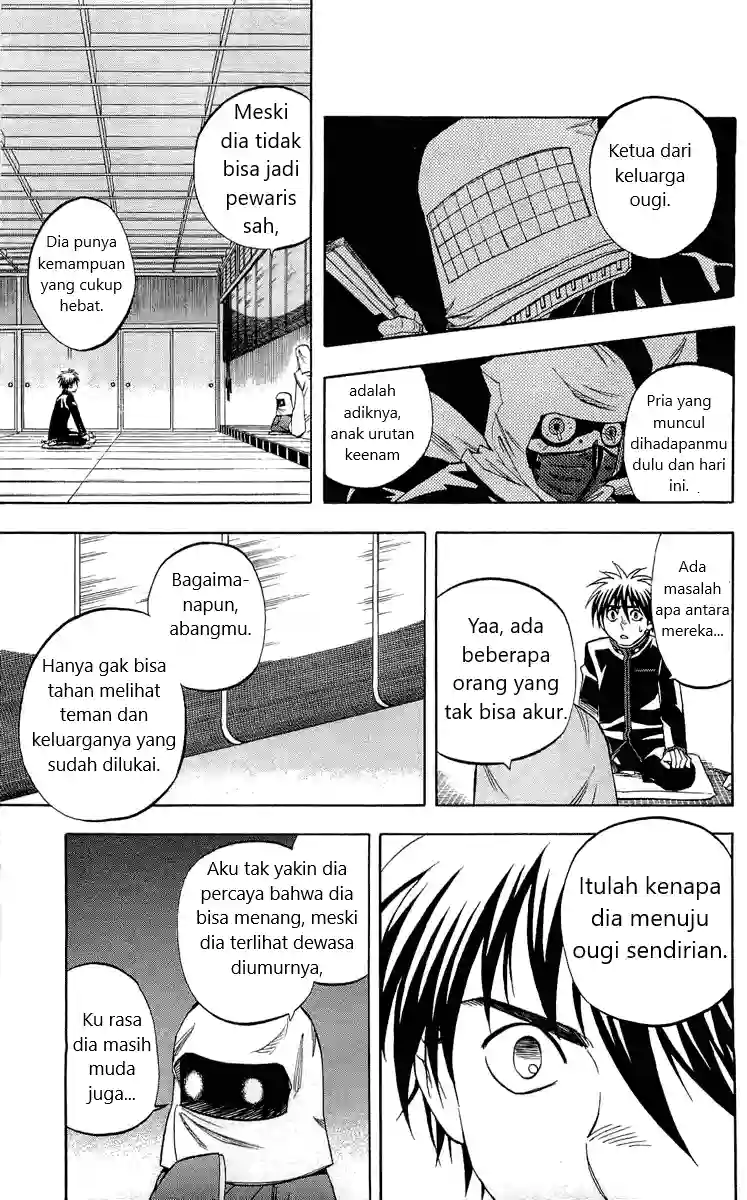 Ketua dari
keluarga
ougi.
Pria yang
muncul
dihadapanmu
dulu dan hari
ini.
adalah
adiknya,
anak urutan
keenam
Meski
dia tidak
bisa jadi
pewaris
sah,
Dia punya
kemampuan
yang cukup
hebat.
Ada
masalah
apa antara
mereka...
Yaa, ada
beberapa
orang yang
tak bisa akur.
Bagaima-
napun,
abangmu.
Hanya gak bisa
tahan melihat
teman dan
keluarganya yang
sudah dilukai.
Itulah kenapa
dia menuju
ougi sendirian.
Aku tak yakin dia
percaya bahwa dia
bisa menang, meski
dia terlihat dewasa
diumurnya,
Ku rasa
dia masih
muda
juga...